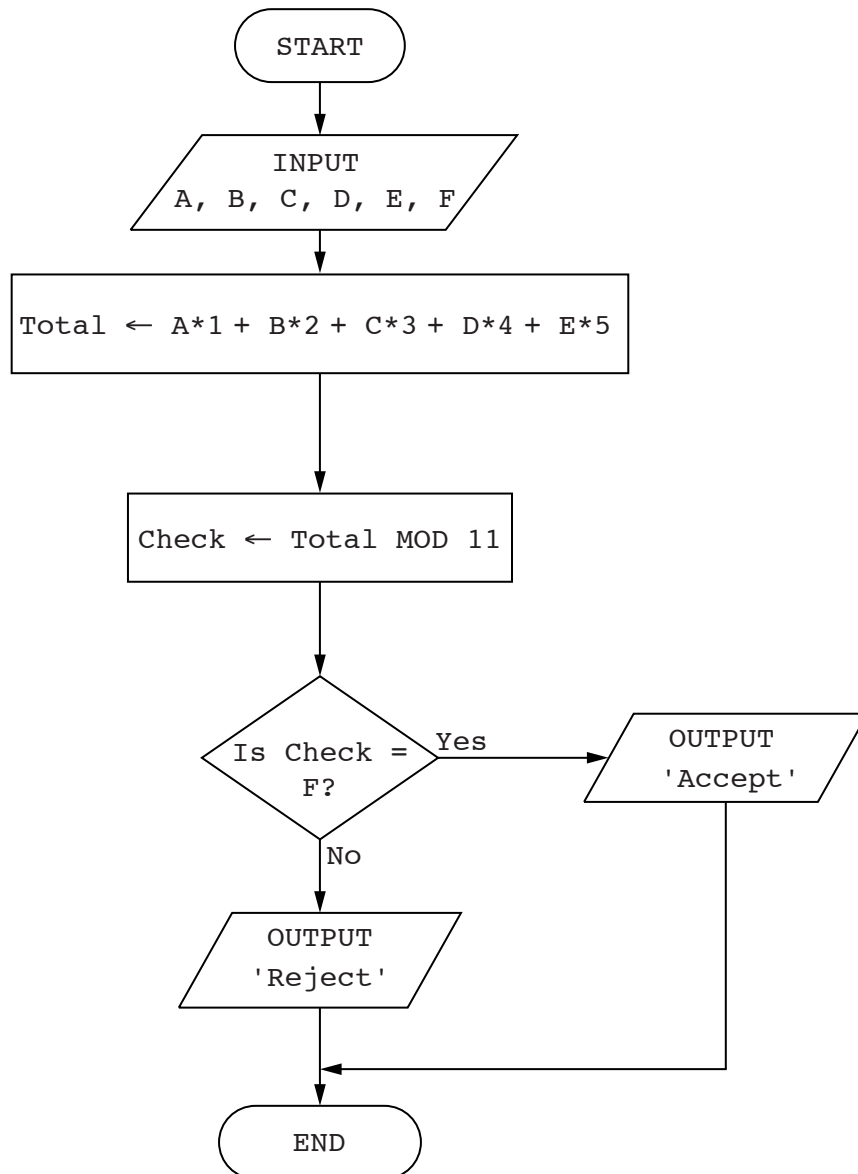 START
INPUT
A, B, C, D, E, F
Total ← A*1 + B*2 + C*3 + D*4 + E*5
Check ← Total MOD 11
Is Check =
F?
Yes
OUTPUT
'Accept'
No
OUTPUT
'Reject'
END